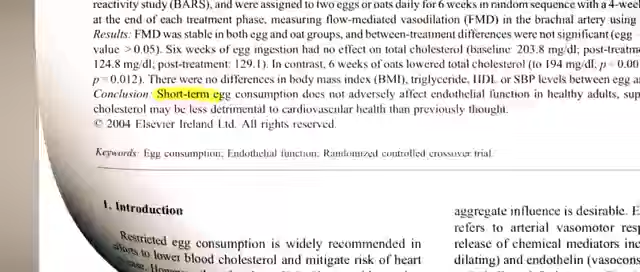 reactivity study (BARS), and were assigned to two eggs or oats daily for 6 weeks in random sequence with a 4-week
at the end of each treatment phase, measuring flow-mediated vasodilation (FMD) in the brachial artery using
Results: FMD was stable in both egg and oat groups, and between-treatment differences were not significant (egg
value > 0.05). Six weeks of egg ingestion had no effect on total cholesterol (baseline: 203.8 mg/dl; post-treatm
124.8 mg/dl; post-treatment: 129.1). In contrast, 6 weeks of oats lowered total cholesterol (to 194 mg/dl; p = 0.00
p = 0.012). There were no differences in body mass index (BMI), triglyceride, HDL or SBP levels between egg a
Conclusion: Short-term egg consumption does not adversely affect endothelial function in healthy adults, sup
cholesterol may be less detrimental to cardiovascular health than previously thought.
© 2004 Elsevier Ireland Ltd. All rights reserved.
Keywords: Egg consumption; Endothelial function; Randomized controlled crossover trial
1. Introduction
Restricted egg consumption is widely recommended in
to lower blood cholesterol and mitigate risk of heart
aggregate influence is desirable. E
refers to arterial vasomotor resp
release of chemical mediators inc
dilating) and endothelin (vasocons